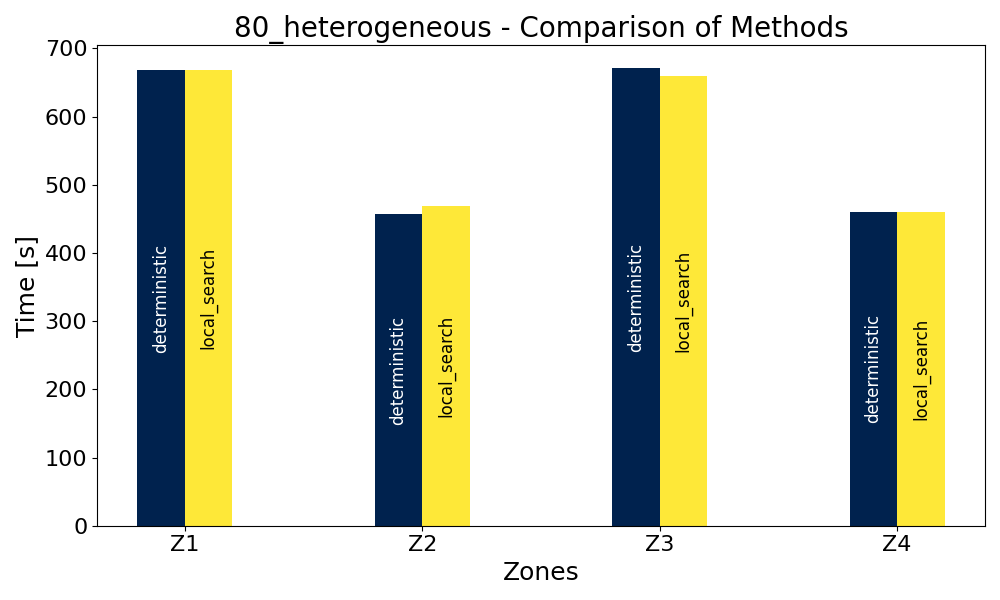 80_heterogeneous - Comparison of Methods
Time [s]
700
600
500
400
300
200
100
0
deterministic
local_search
deterministic
local_search
deterministic
local_search
deterministic
local_search
Z1
Z2
Z3
Z4
Zones